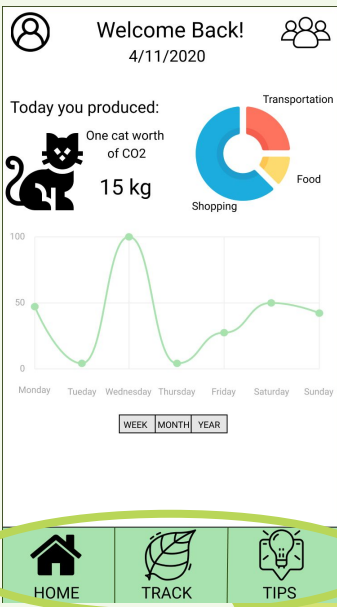 Welcome Back!
4/11/2020
Today you produced:
One cat worth
of CO2
15 kg
Transportation
Food
Shopping
100
50
0
Monday Tueday Wednesday Thursday Friday Saturday Sunday
WEEK MONTH YEAR
HOME TRACK TIPS